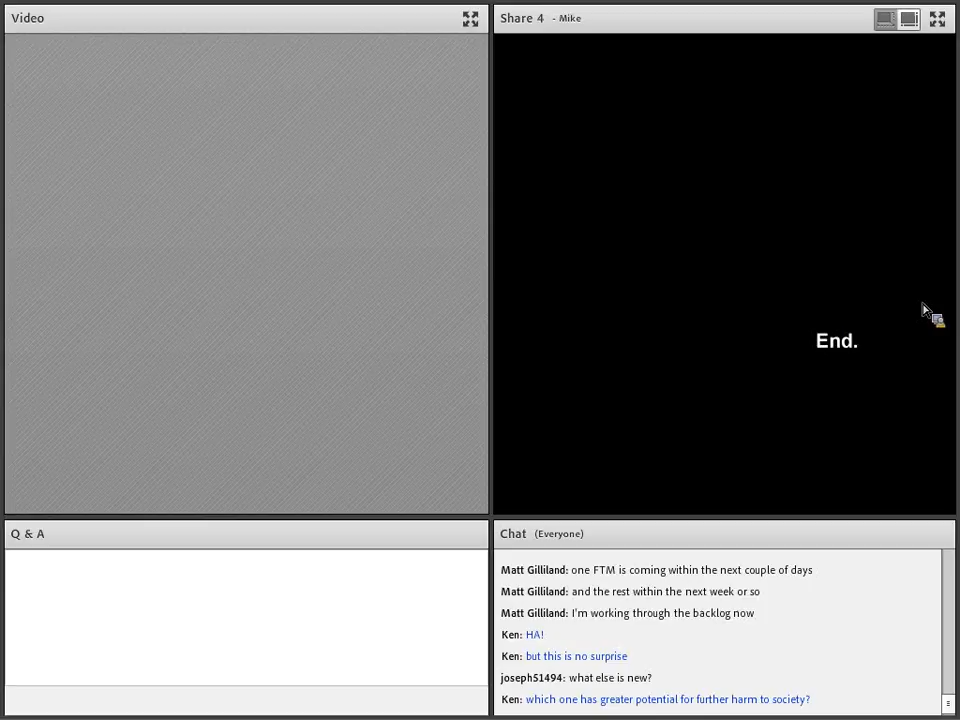 Video
Share 4 - Mike
End.
Q & A
Chat (Everyone)
Matt Gilliland: one FTM is coming within the next couple of days
Matt Gilliland: and the rest within the next week or so
Matt Gilliland: I'm working through the backlog now
Ken: HA!
Ken: but this is no surprise
joseph51494: what else is new?
Ken: which one has greater potential for further harm to society?